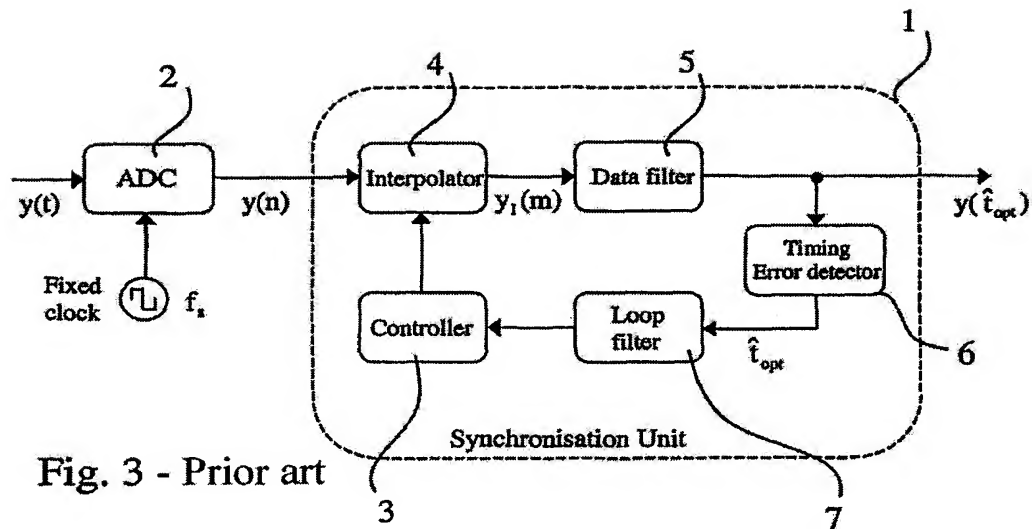 1
2
4
5
ADC
Interpolator
Data filter
y(t)
y(n)
y_I(m)
y(t̂_opt)
Timing
Error detector
Fixed
clock
f_s
Controller
Loop
filter
t̂_opt
6
Synchronisation Unit
Fig. 3 - Prior art
3
7